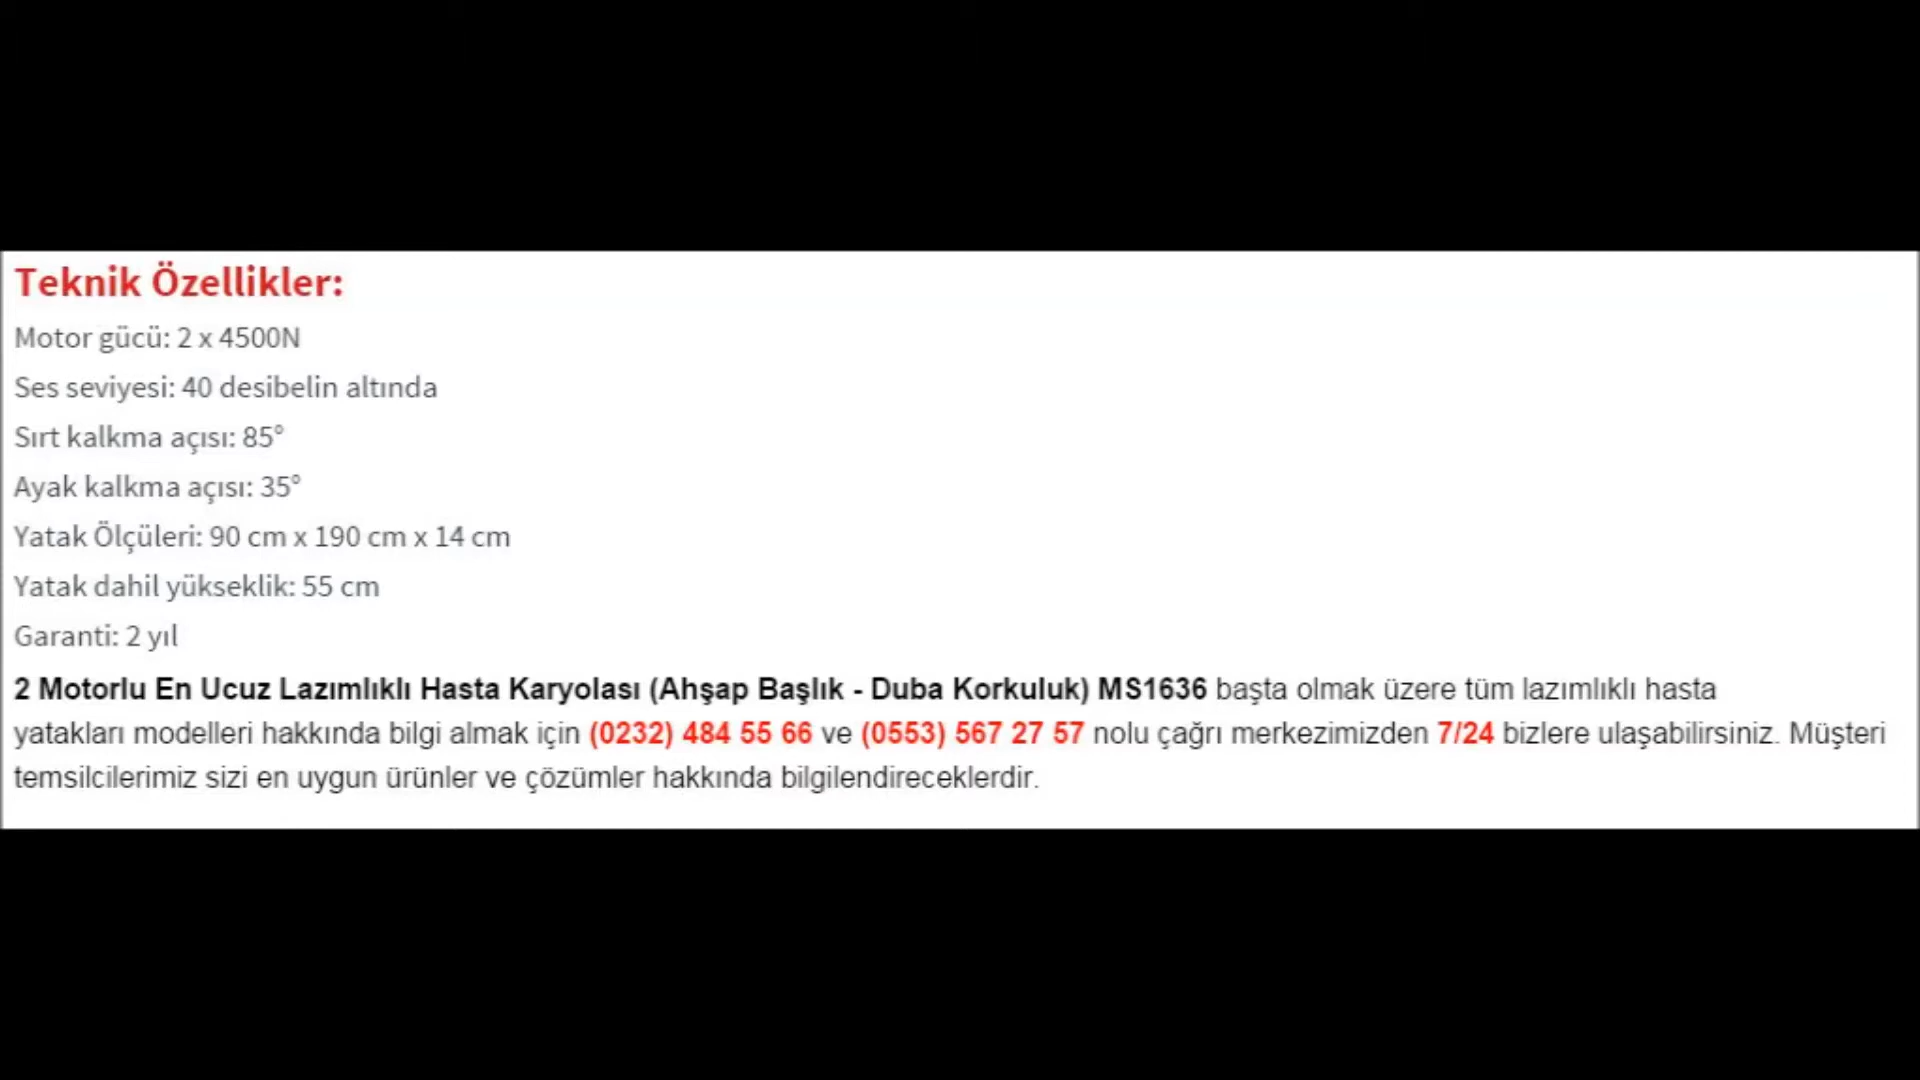 Teknik Özellikler:
Motor gücü: 2 x 4500N
Ses seviyesi: 40 desibelin altında
Sırt kalkma açısı: 85°
Ayak kalkma açısı: 35°
Yatak Ölçüleri: 90 cm x 190 cm x 14 cm
Yatak dahil yükseklik: 55 cm
Garanti: 2 yıl
2 Motorlu En Ucuz Lazımlıklı Hasta Karyolası (Ahşap Başlık - Duba Korkuluk) MS1636 başta olmak üzere tüm lazımlıklı hasta
yatakları modelleri hakkında bilgi almak için (0232) 484 55 66 ve (0553) 567 27 57 nolu çağrı merkezimizden 7/24 bizlere ulaşabilirsiniz. Müşteri
temsilcilerimiz sizi en uygun ürünler ve çözümler hakkında bilgilendireceklerdir.